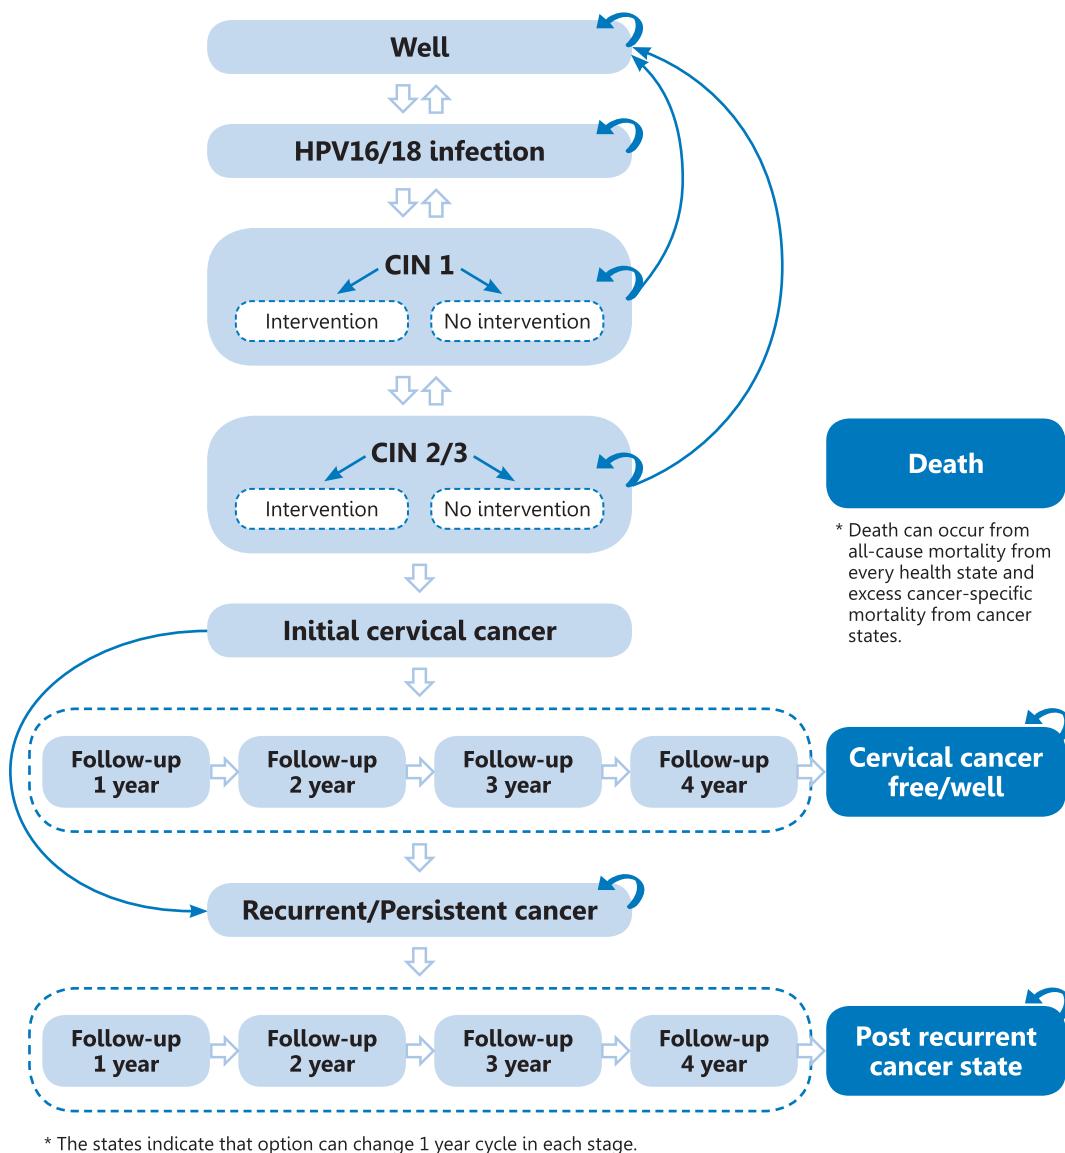 Well
HPV16/18 infection
CIN 1
Intervention
No intervention
CIN 2/3
Intervention
No intervention
Death
* Death can occur from
all-cause mortality from
every health state and
excess cancer-specific
mortality from cancer
states.
Initial cervical cancer
Follow-up
1 year
Follow-up
2 year
Follow-up
3 year
Follow-up
4 year
Cervical cancer
free/well
Recurrent/Persistent cancer
Follow-up
1 year
Follow-up
2 year
Follow-up
3 year
Follow-up
4 year
Post recurrent
cancer state
* The states indicate that option can change 1 year cycle in each stage.